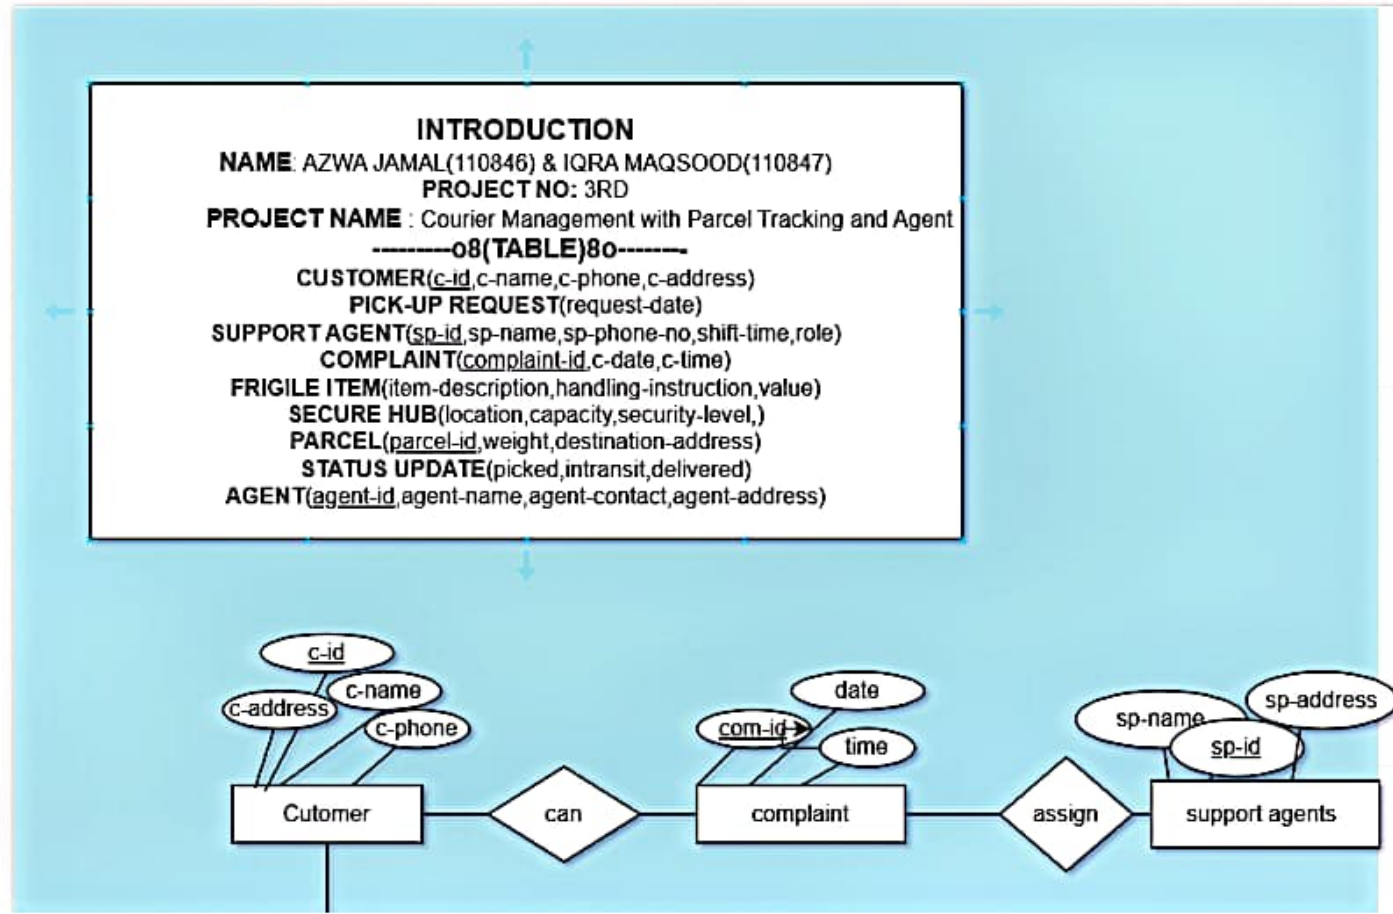 INTRODUCTION
NAME: AZWA JAMAL(110846) & IQRA MAQSOOD(110847)
PROJECT NO: 3RD
PROJECT NAME : Courier Management with Parcel Tracking and Agent
---------o8(TABLE)8o--------
CUSTOMER(c-id,c-name,c-phone,c-address)
PICK-UP REQUEST(request-date)
SUPPORT AGENT(sp-id,sp-name,sp-phone-no,shift-time,role)
COMPLAINT(complaint-id,c-date,c-time)
FRIGILE ITEM(item-description,handling-instruction,value)
SECURE HUB(location,capacity,security-level,)
PARCEL(parcel-id,weight,destination-address)
STATUS UPDATE(picked,intransit,delivered)
AGENT(agent-id,agent-name,agent-contact,agent-address)
c-id
c-name
c-address
c-phone
date
com-id
time
sp-address
sp-name
sp-id
Cutomer
can
complaint
assign
support agents